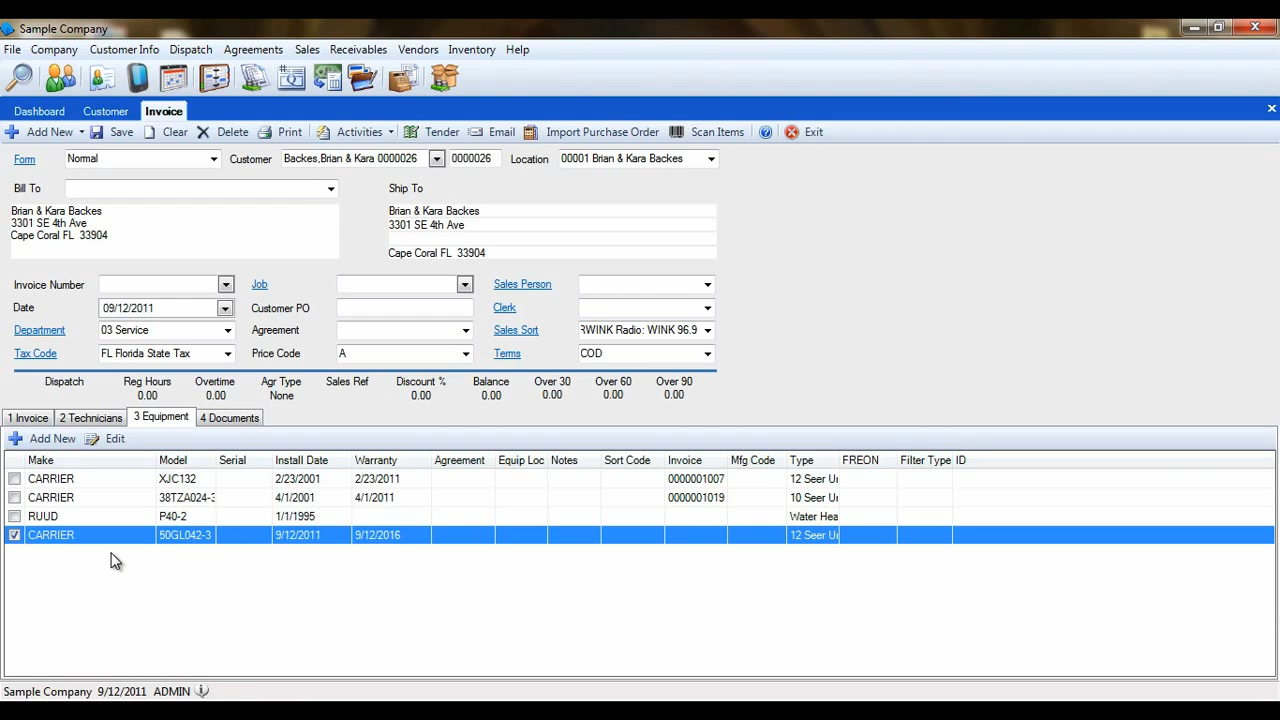 Sample Company
File Company Customer Info Dispatch Agreements Sales Receivables Vendors Inventory Help
Dashboard Customer Invoice
Add New Save Clear Delete Print Activities Tender Email Import Purchase Order Scan Items Exit
Form Normal Customer Backes,Brian & Kara 0000026 0000026 Location 00001 Brian & Kara Backes
Bill To Ship To
Brian & Kara Backes Brian & Kara Backes
3301 SE 4th Ave 3301 SE 4th Ave
Cape Coral FL 33904
Cape Coral FL 33904
Invoice Number Job Sales Person
Date 09/12/2011 Customer PO Clerk
Department 03 Service Agreement Sales Sort RWINK Radio: WINK 96.9
Tax Code FL Florida State Tax Price Code A Terms COD
Dispatch Reg Hours Overtime Agr Type Sales Ref Discount % Balance Over 30 Over 60 Over 90
0.00 0.00 None 0.00 0.00 0.00 0.00 0.00
1 Invoice 2 Technicians 3 Equipment 4 Documents
Add New Edit
Make Model Serial Install Date Warranty Agreement Equip Loc Notes Sort Code Invoice Mfg Code Type FREON Filter Type ID
CARRIER XJC132 2/23/2001 2/23/2011 0000001007 12 Seer Ur
CARRIER 38TZA024-3 4/1/2001 4/1/2011 0000001019 10 Seer Ur
RUUD P40-2 1/1/1995 Water Hea
CARRIER 50GL042-3 9/12/2011 9/12/2016 12 Seer Ur
Sample Company 9/12/2011 ADMIN